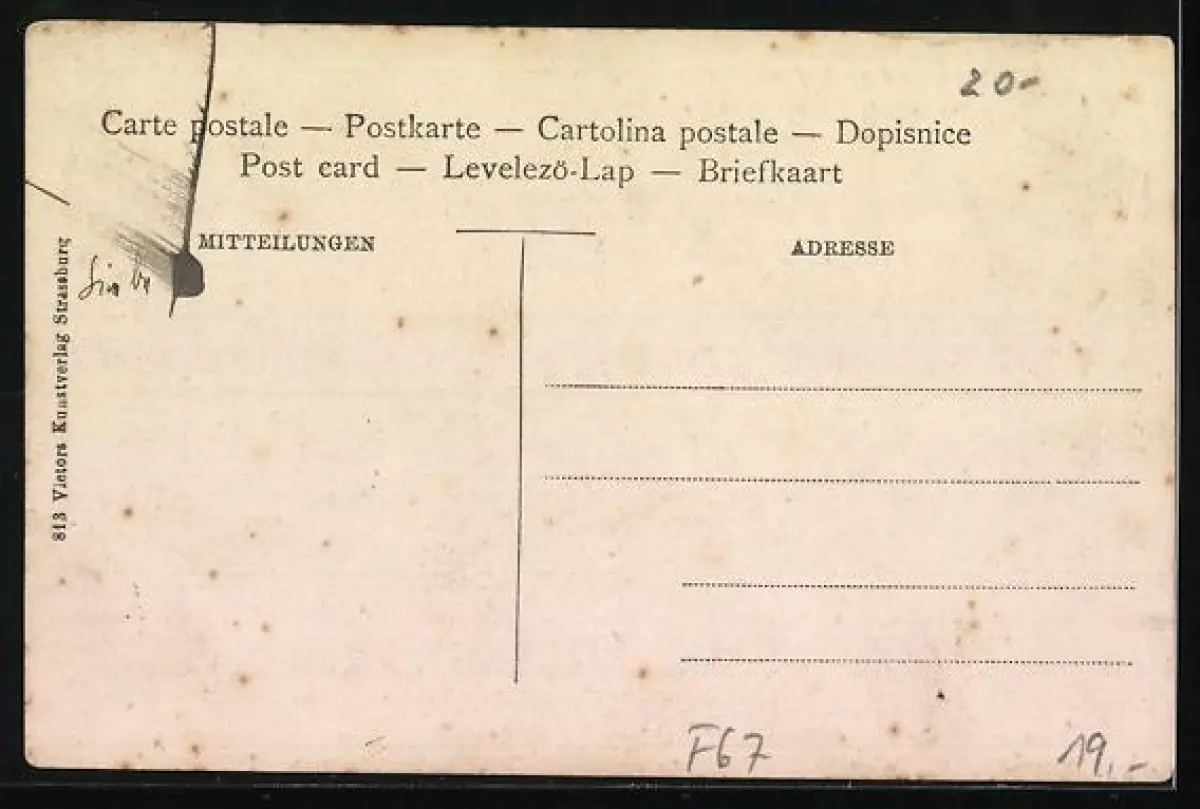 20-
Carte postale — Postkarte — Cartolina postale — Dopisnice
Post card — Levelező-Lap — Briefkaart
MITTEILUNGEN
ADRESSE
813 Vietors Kunstverlag Strassburg
F67
19,-